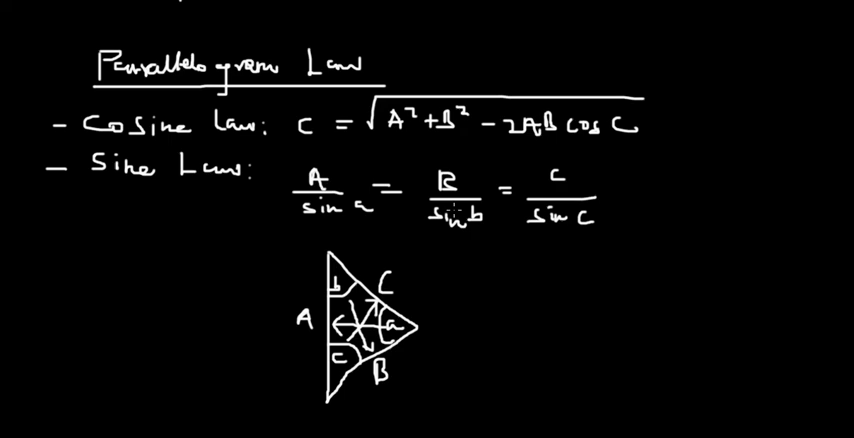 Parallelogram Law
- Cosine Law: C = √A² + B² - 2AB cos C
- Sine Law: A/sin a = B/sin b = C/sin c
b C
A a
c B